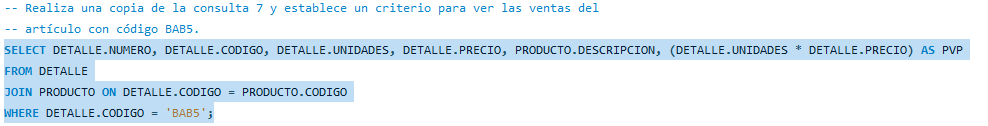 -- Realiza una copia de la consulta 7 y establece un criterio para ver las ventas del
-- artículo con código BAB5.
SELECT DETALLE.NUMERO, DETALLE.CODIGO, DETALLE.UNIDADES, DETALLE.PRECIO, PRODUCTO.DESCRIPCION, (DETALLE.UNIDADES * DETALLE.PRECIO) AS PVP
FROM DETALLE
JOIN PRODUCTO ON DETALLE.CODIGO = PRODUCTO.CODIGO
WHERE DETALLE.CODIGO = 'BAB5';